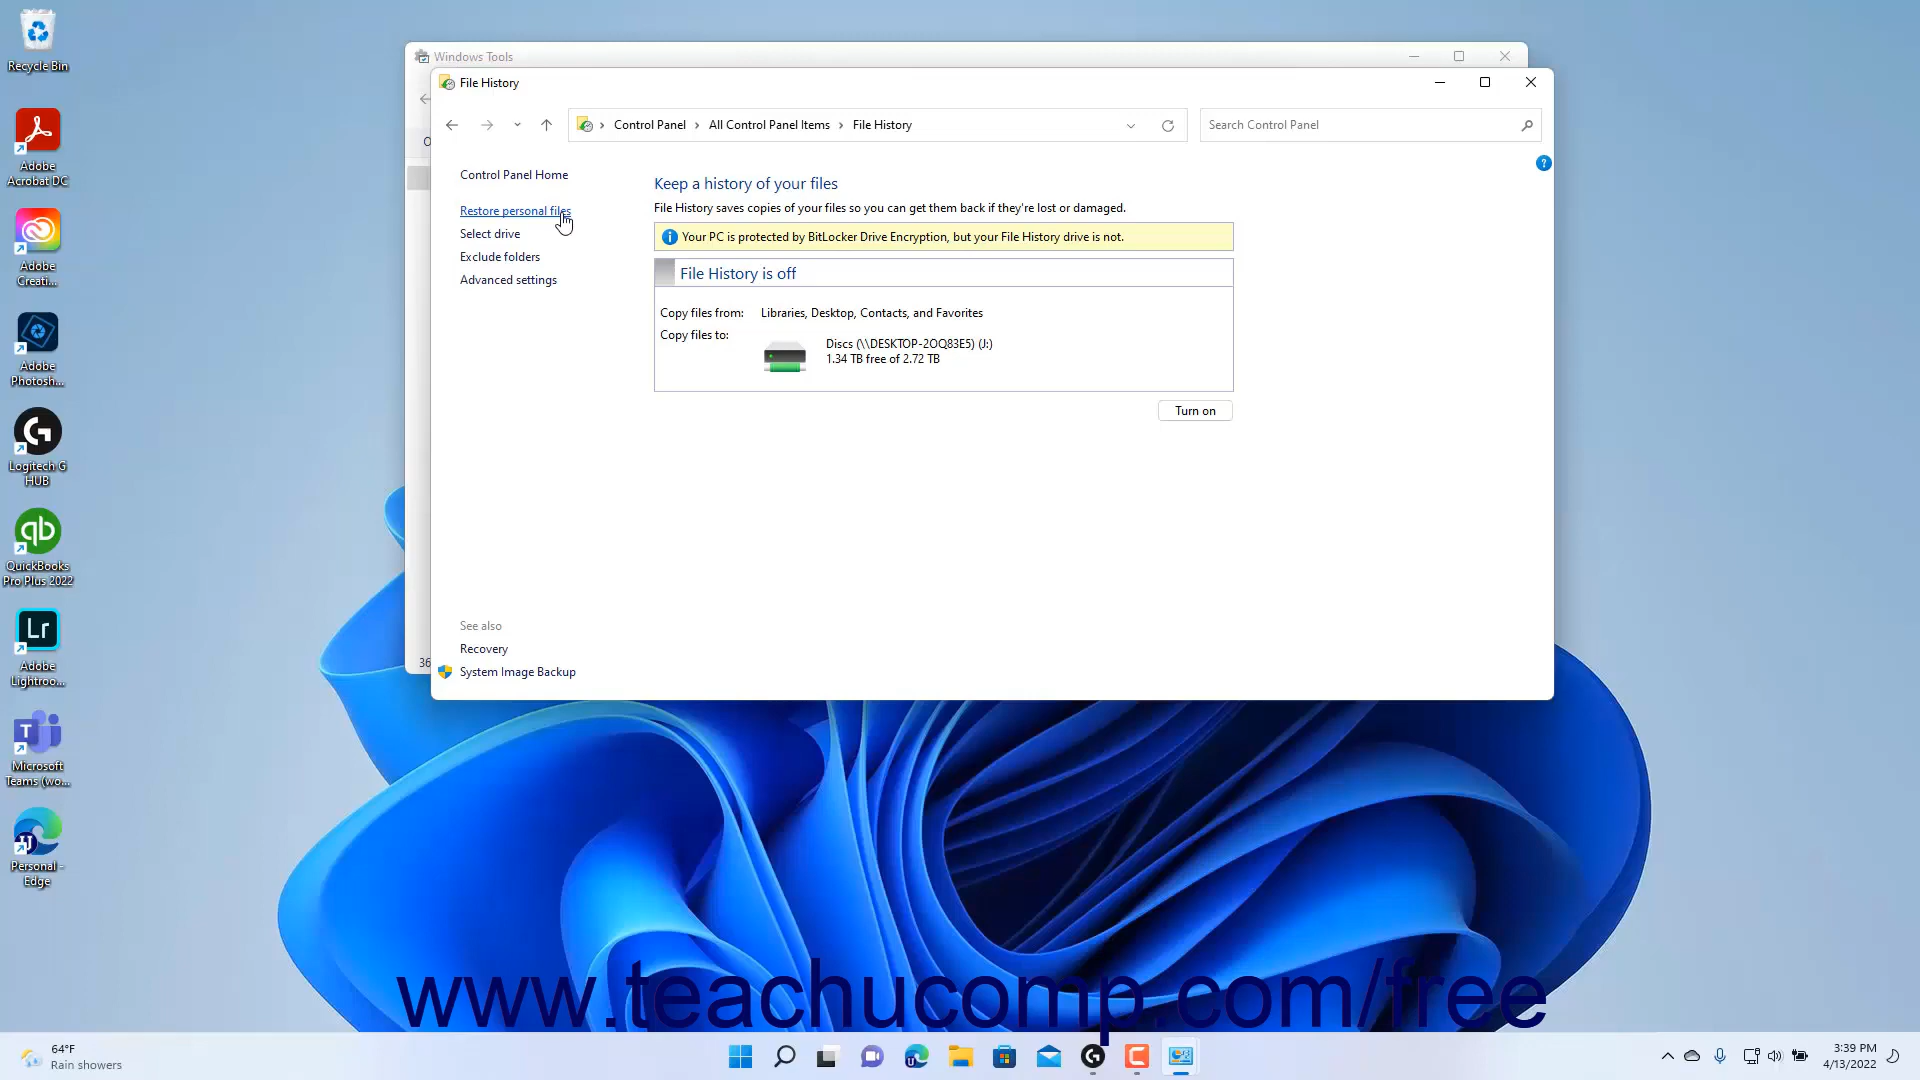 Recycle Bin
Adobe
Acrobat DC
Adobe
Creati...
Adobe
Photosh...
Logitech G
HUB
QuickBooks
Pro Plus 2022
Lr
Adobe
Lightroo...
Microsoft
Teams (wo...
Personal -
Edge
Windows Tools
File History
Control Panel
All Control Panel Items
File History
Search Control Panel
Control Panel Home
Restore personal files
Select drive
Exclude folders
Advanced settings
Keep a history of your files
File History saves copies of your files so you can get them back if they're lost or damaged.
Your PC is protected by BitLocker Drive Encryption, but your File History drive is not.
File History is off
Copy files from: Libraries, Desktop, Contacts, and Favorites
Copy files to:
Discs (\\DESKTOP-2OQ83E5) (J:)
1.34 TB free of 2.72 TB
Turn on
See also
Recovery
System Image Backup
36
www.teachucomp.com/free
64°F
Rain showers
3:39 PM
4/13/2022